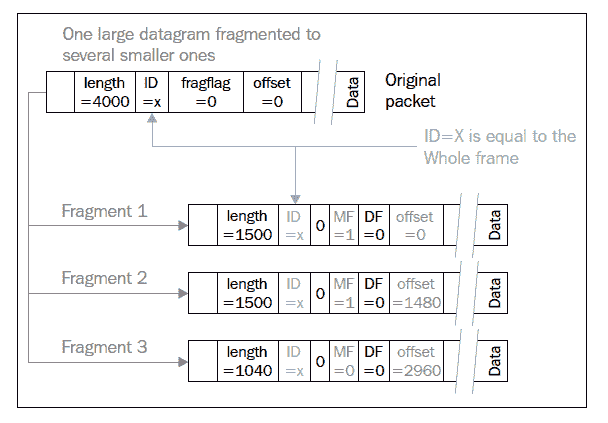 One large datagram fragmented to
several smaller ones
length ID fragflag offset
=4000 =x =0 =0 Data
Original
packet
ID=X is equal to the
Whole frame
Fragment 1
length ID 0 MF DF offset
=1500 =x =1 =0 =0 Data
Fragment 2
length ID 0 MF DF offset
=1500 =x =1 =0 =1480 Data
Fragment 3
length ID 0 MF DF offset
=1040 =x =0 =0 =2960 Data